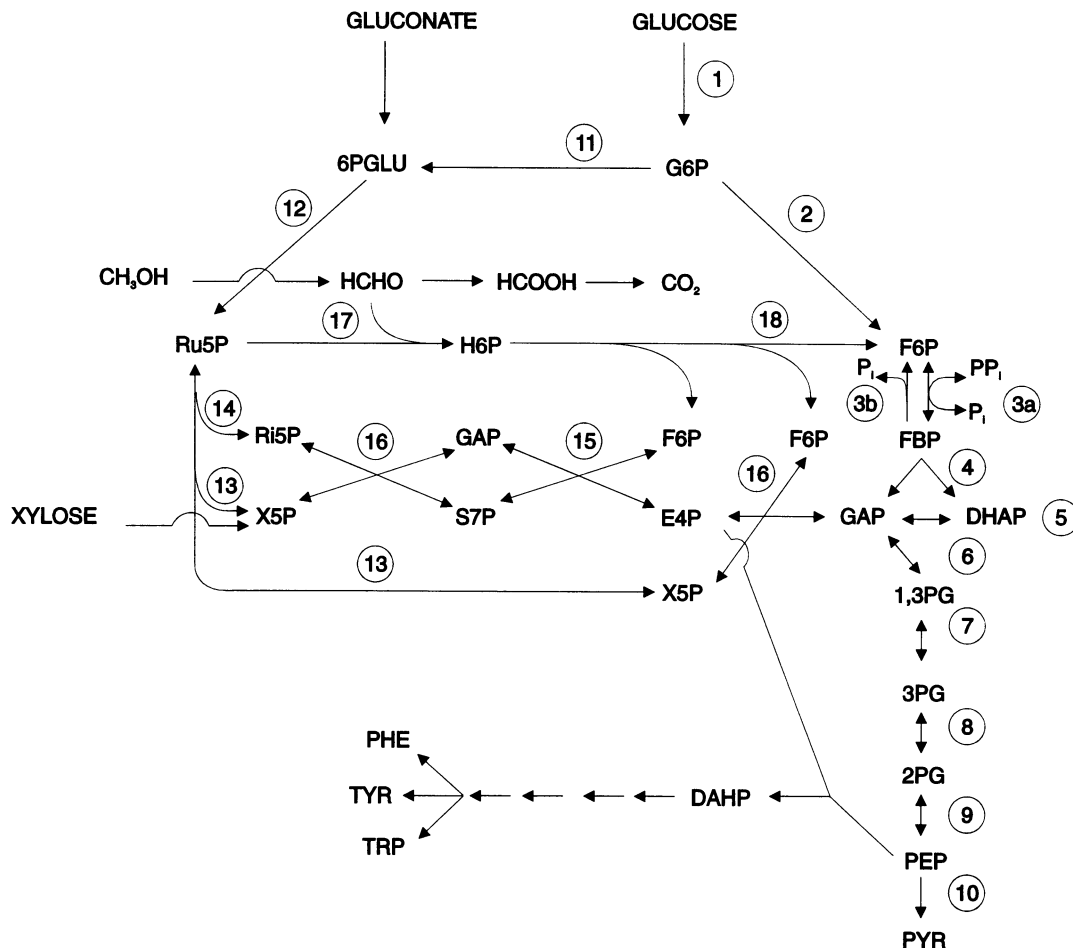 GLUCONATE GLUCOSE
1
11
6PGLU G6P
12 2
CH₃OH HCHO HCOOH CO₂
17 18
Ru5P H6P F6P
Pᵢ PPᵢ
3b 3a
Pᵢ
14 16 15
Ri5P GAP F6P F6P FBP
4
13 16
XYLOSE X5P S7P E4P GAP DHAP 5
13 6
X5P 1,3PG
7
3PG
PHE 8
TYR DAHP 2PG
9
TRP
PEP
10
PYR